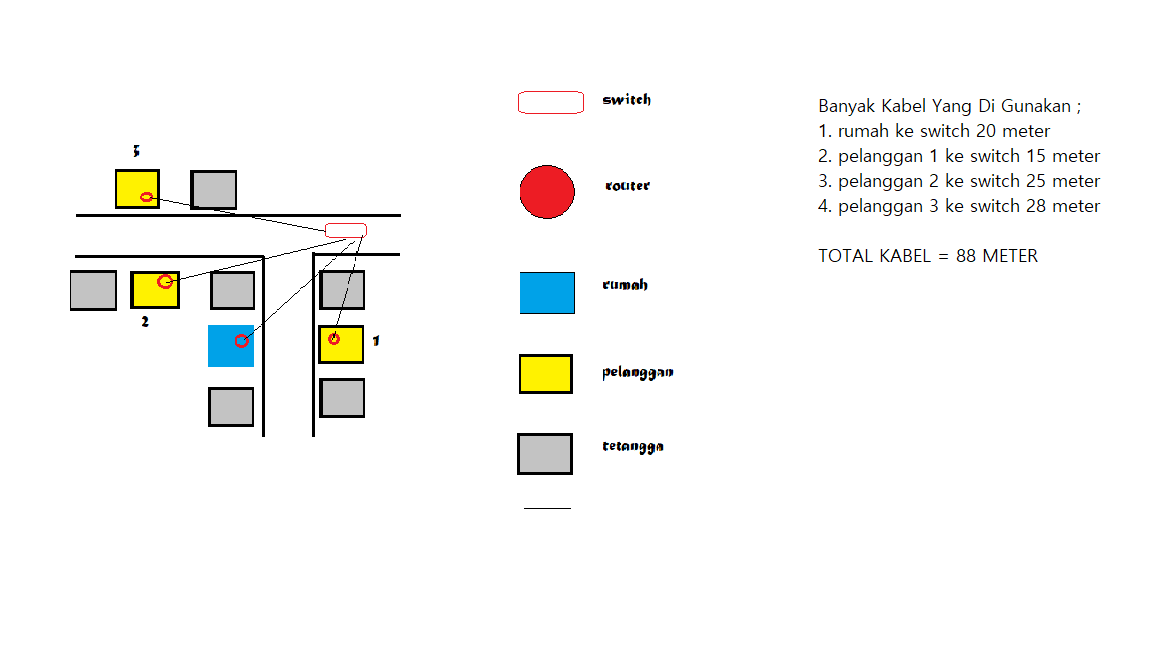 3
2
1
switch
router
rumah
pelanggan
tetangga
Banyak Kabel Yang Di Gunakan ;
1. rumah ke switch 20 meter
2. pelanggan 1 ke switch 15 meter
3. pelanggan 2 ke switch 25 meter
4. pelanggan 3 ke switch 28 meter
TOTAL KABEL = 88 METER